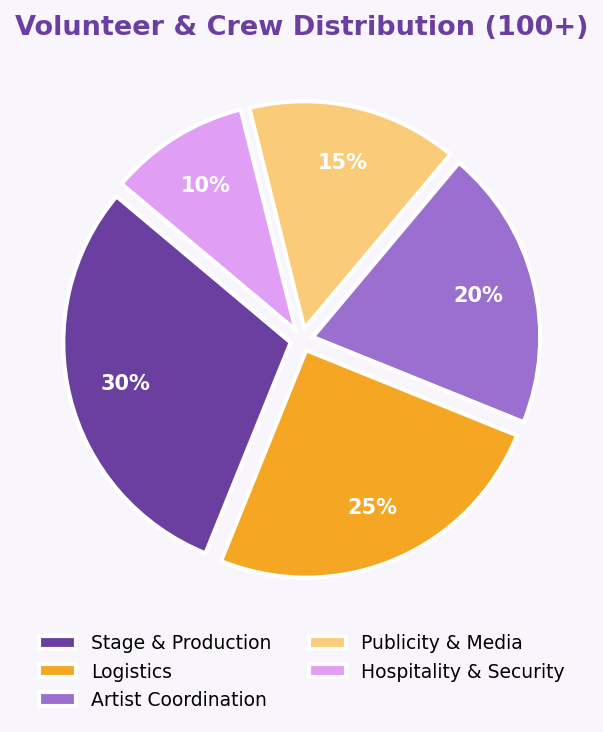 Volunteer & Crew Distribution (100+)
15%
10%
20%
30%
25%
Stage & Production
Logistics
Artist Coordination
Publicity & Media
Hospitality & Security